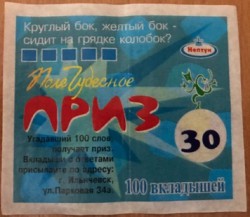 Круглый бок, желтый бок -
сидит на грядке колобок?
Нептун
Поле Чудесное
ПРИЗ
30
Угадавший 100 слов
получает приз.
Вкладыши с ответами
присылайте по адресу:
ул.Парковая 34а
100 вкладышей